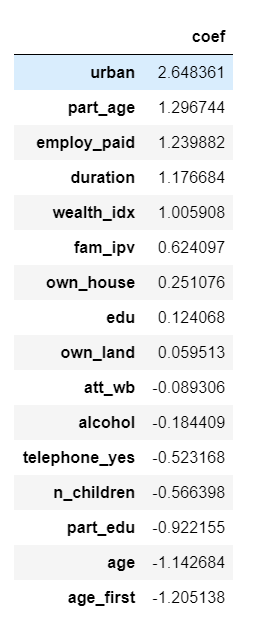 coef
urban 2.648361
part_age 1.296744
employ_paid 1.239882
duration 1.176684
wealth_idx 1.005908
fam_ipv 0.624097
own_house 0.251076
edu 0.124068
own_land 0.059513
att_wb -0.089306
alcohol -0.184409
telephone_yes -0.523168
n_children -0.566398
part_edu -0.922155
age -1.142684
age_first -1.205138